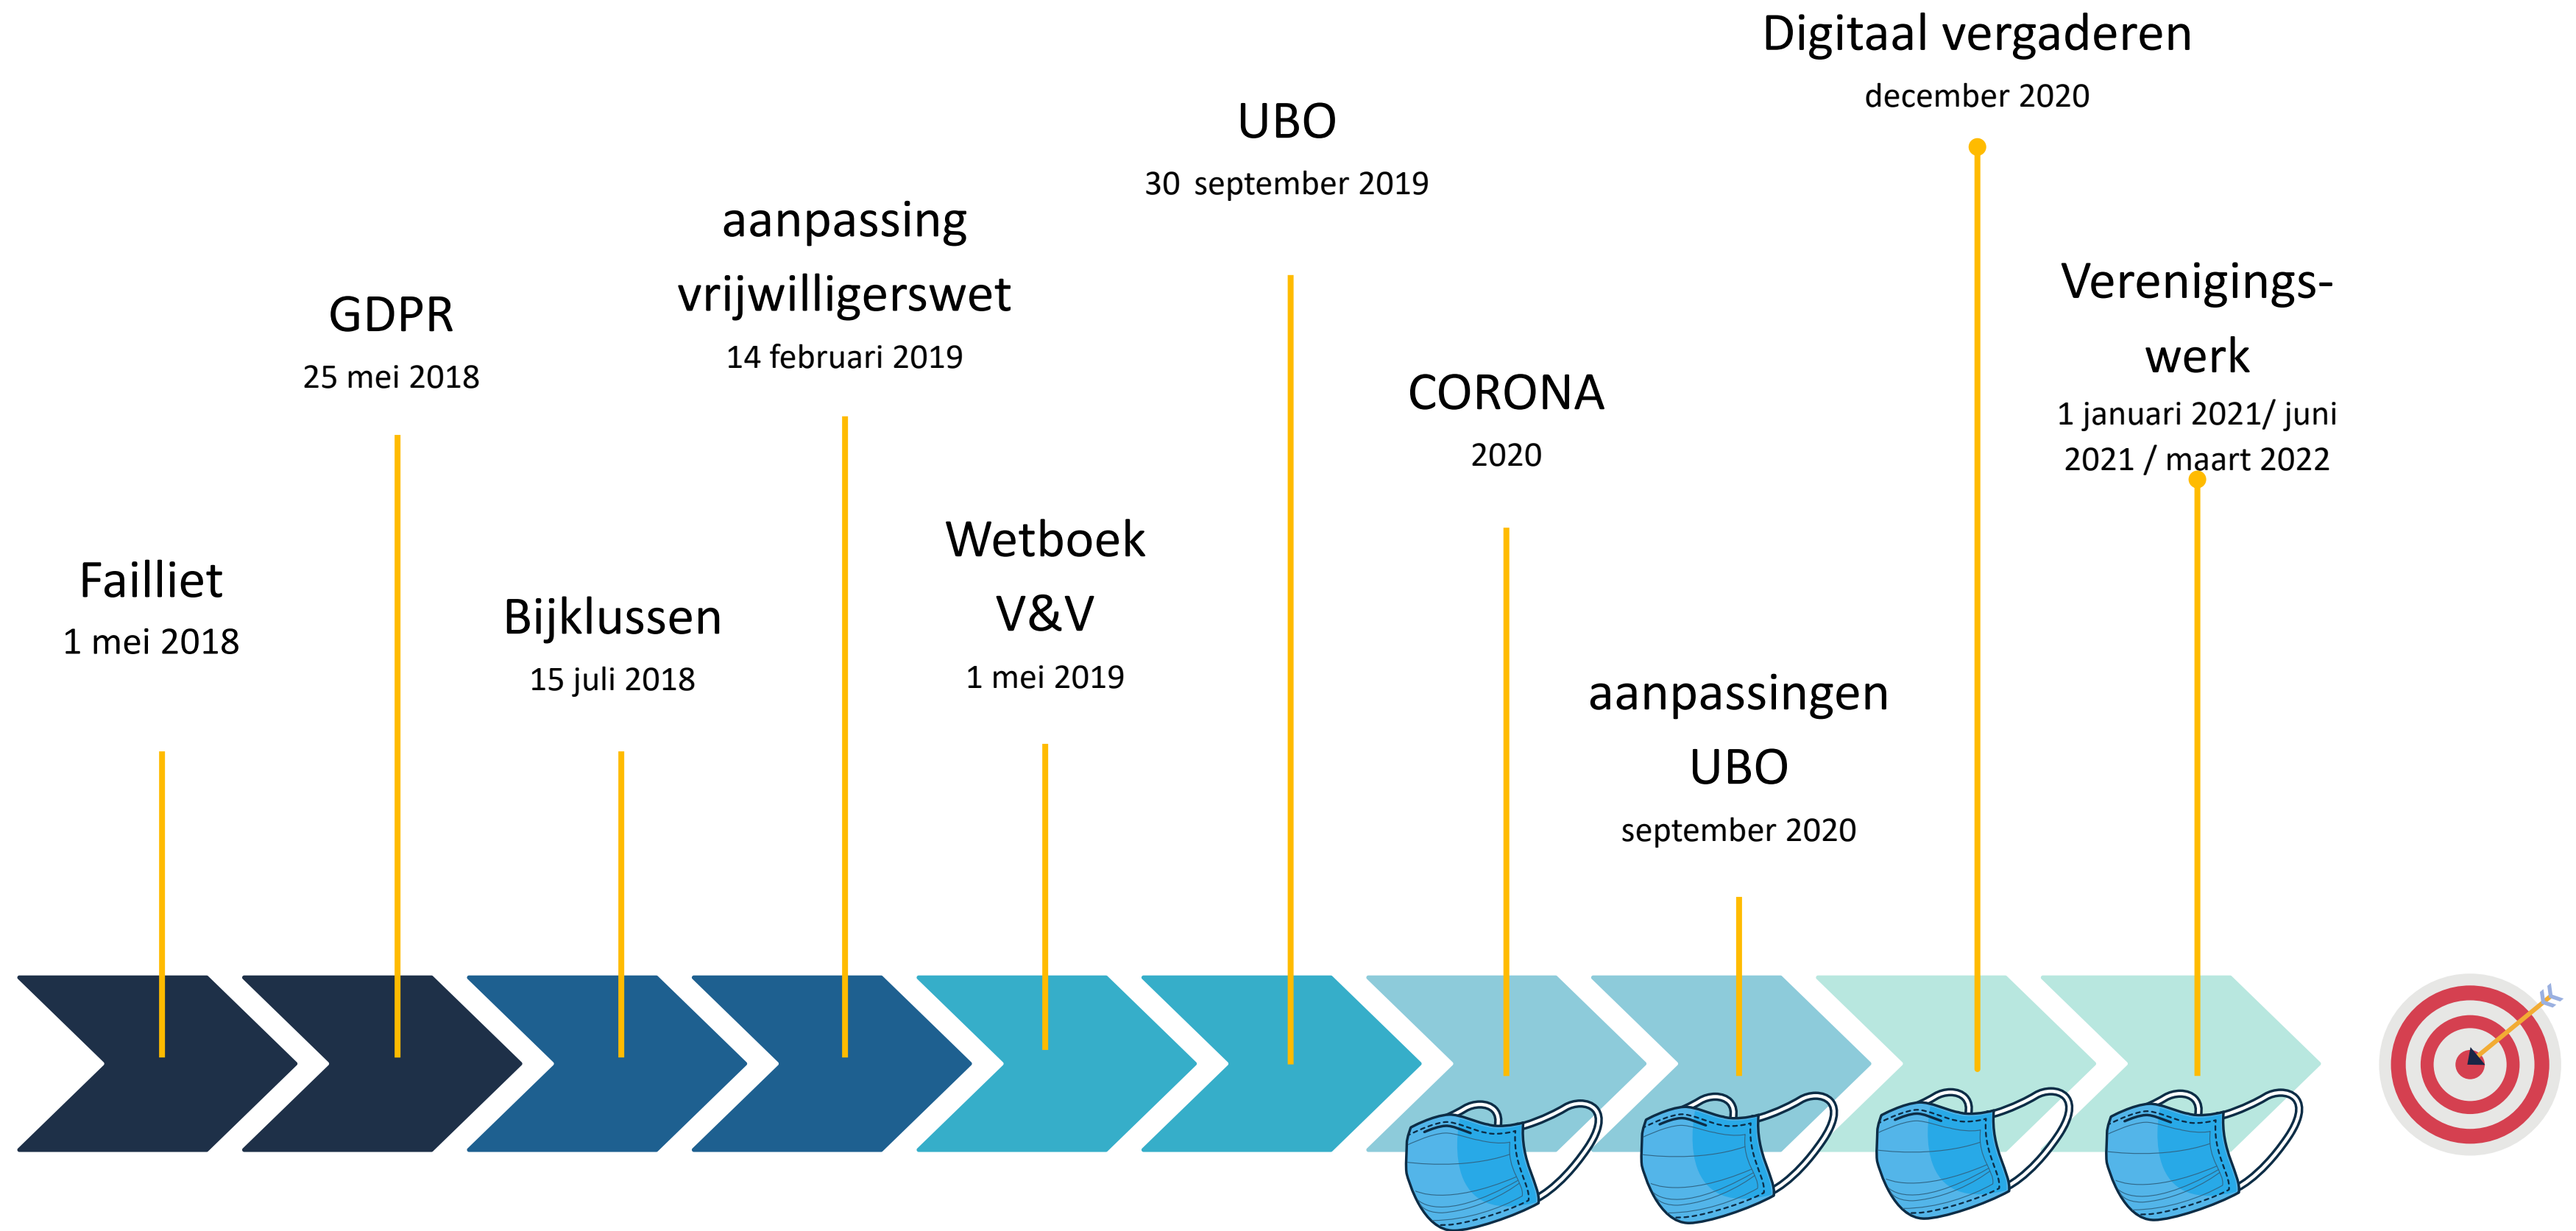 Failliet
1 mei 2018
GDPR
25 mei 2018
Bijklussen
15 juli 2018
aanpassing
vrijwilligerswet
14 februari 2019
Wetboek
V&V
1 mei 2019
UBO
30 september 2019
CORONA
2020
aanpassingen
UBO
september 2020
Digitaal vergaderen
december 2020
Verenigings-
werk
1 januari 2021/ juni
2021 / maart 2022